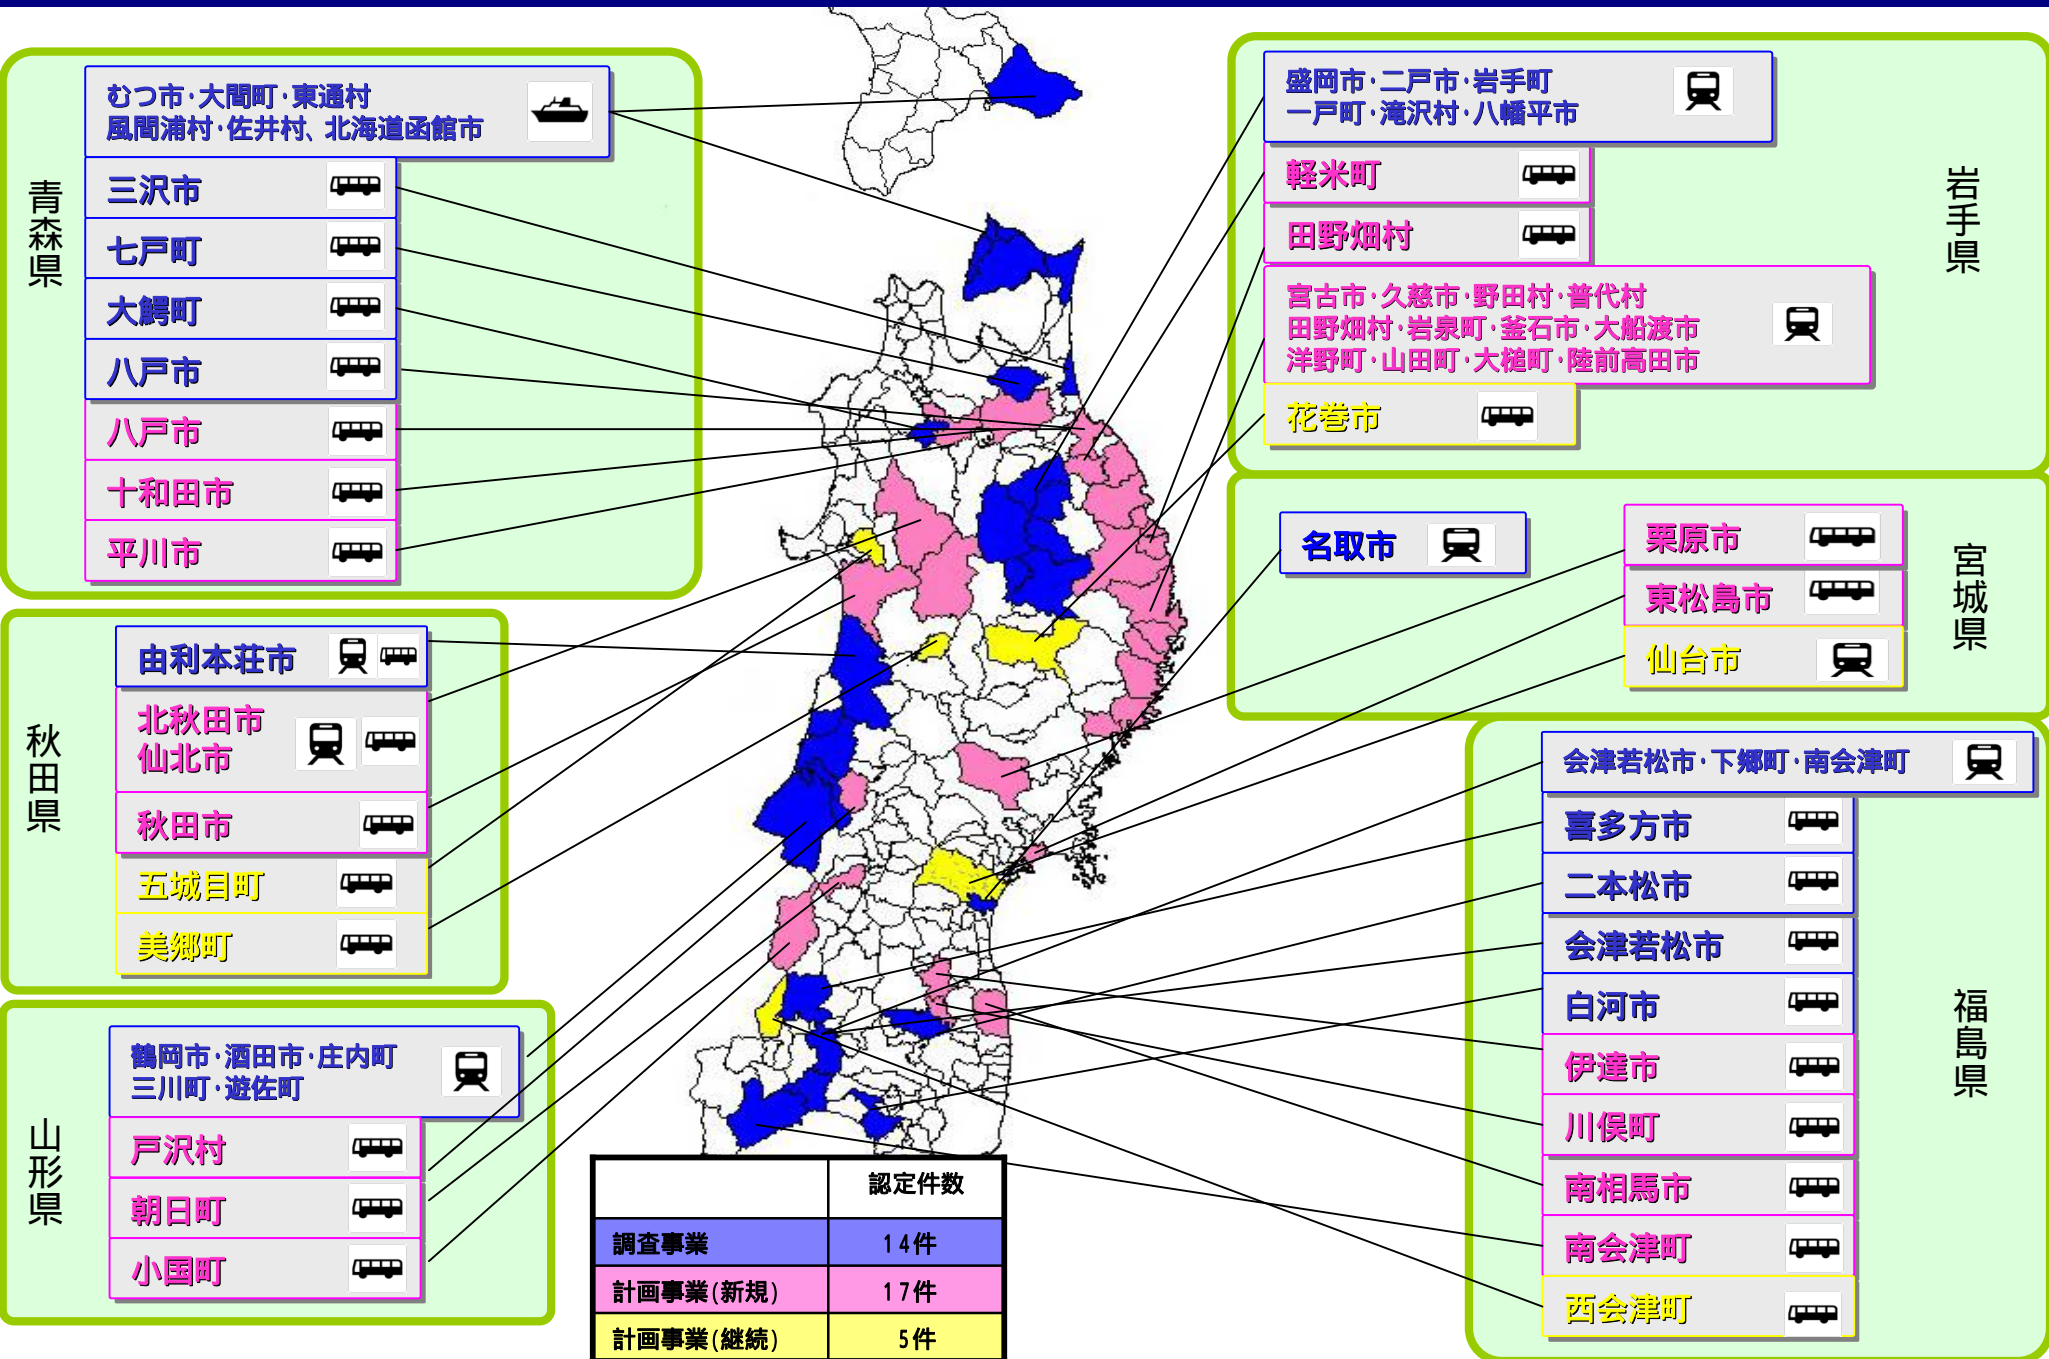 青森県
むつ市・大間町・東通村
風間浦村・佐井村、北海道函館市
三沢市
七戸町
大鰐町
八戸市
八戸市
十和田市
平川市
秋田県
由利本荘市
北秋田市
仙北市
秋田市
五城目町
美郷町
山形県
鶴岡市・酒田市・庄内町
三川町・遊佐町
戸沢村
朝日町
小国町
岩手県
盛岡市・二戸市・岩手町
一戸町・滝沢村・八幡平市
軽米町
田野畑村
宮古市・久慈市・野田村・普代村
田野畑村・岩泉町・釜石市・大船渡市
洋野町・山田町・大槌町・陸前高田市
花巻市
宮城県
名取市
栗原市
東松島市
仙台市
福島県
会津若松市・下郷町・南会津町
喜多方市
二本松市
会津若松市
白河市
伊達市
川俣町
南相馬市
南会津町
西会津町
認定件数
調査事業 14件
計画事業(新規) 17件
計画事業(継続) 5件